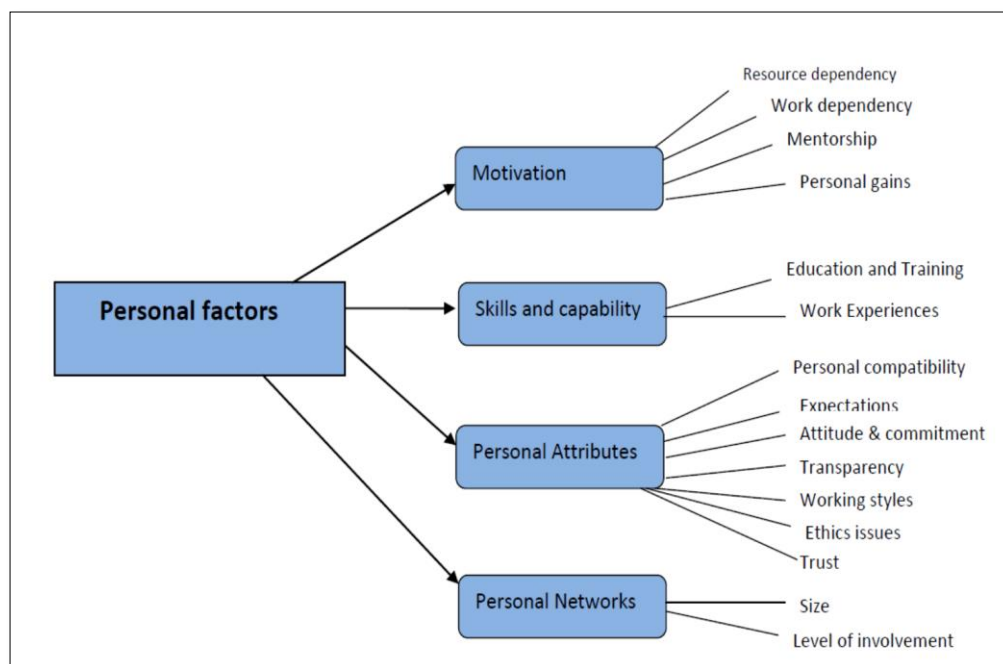 Resource dependency
Work dependency
Mentorship
Motivation
Personal gains
Education and Training
Personal factors
Skills and capability
Work Experiences
Personal compatibility
Expectations
Attitude & commitment
Personal Attributes
Transparency
Working styles
Ethics issues
Trust
Personal Networks
Size
Level of involvement